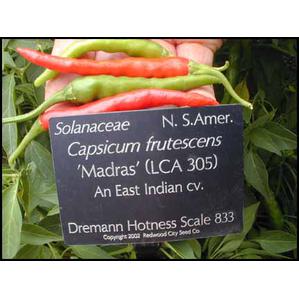 Solanaceae N. S.Amer.
Capsicum frutescens
'Madras' (LCA 305)
An East Indian cv.
Dremann Hotness Scale 833
Copyright 2002 Redwood City Seed Co.